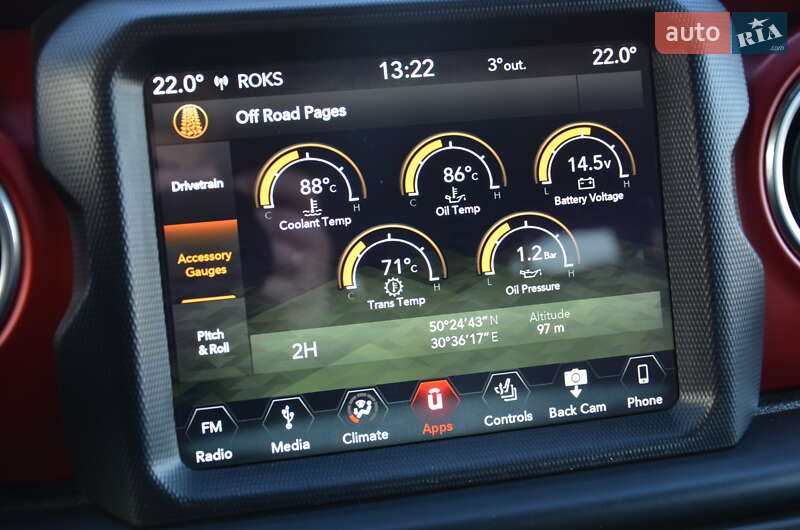 auto RIA .com
22.0° ROKS 13:22 3° out. 22.0°
Off Road Pages
Drivetrain
Accessory
Gauges
Pitch
& Roll
88°C
C H
Coolant Temp
86°C
C H
Oil Temp
14.5v
L H
Battery Voltage
71°C
C H
Trans Temp
1.2 Bar
L H
Oil Pressure
2H
50°24'43" N
30°36'17" E
Altitude
97 m
FM
Radio
Media
Climate
Apps
Controls
Back Cam
Phone